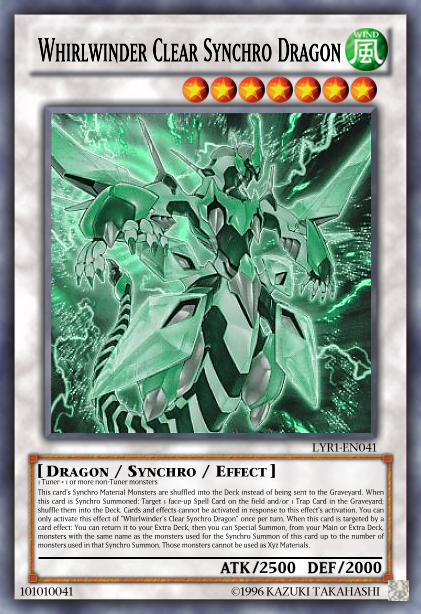 WHIRLWINDER CLEAR SYNCHRO DRAGON
WIND
風
LYR1-EN041
[ DRAGON / SYNCHRO / EFFECT ]
1 Tuner + 1 or more non-Tuner monsters
This card's Synchro Material Monsters are shuffled into the Deck instead of being sent to the Graveyard. When
this card is Synchro Summoned: Target 1 face-up Spell Card on the field and/or 1 Trap Card in the Graveyard;
shuffle them into the Deck. Cards and effects cannot be activated in response to this effect's activation. You can
only activate this effect of "Whirlwinder's Clear Synchro Dragon" once per turn. When this card is targeted by a
card effect: You can return it to your Extra Deck, then you can Special Summon, from your Main or Extra Deck,
monsters with the same name as the monsters used for the Synchro Summon of this card up to the number of
monsters used in that Synchro Summon. Those monsters cannot be used as Xyz Materials.
ATK/2500 DEF/2000
101010041
©1996 KAZUKI TAKAHASHI